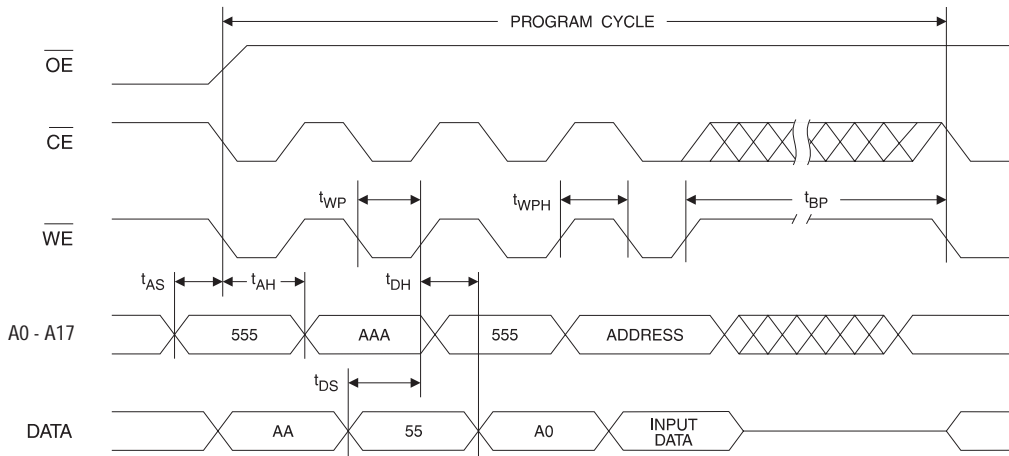 PROGRAM CYCLE
OE
CE
tWP
tWPH
tBP
WE
tAS
tAH
tDH
A0 - A17
555
AAA
555
ADDRESS
tDS
DATA
AA
55
A0
INPUT
DATA